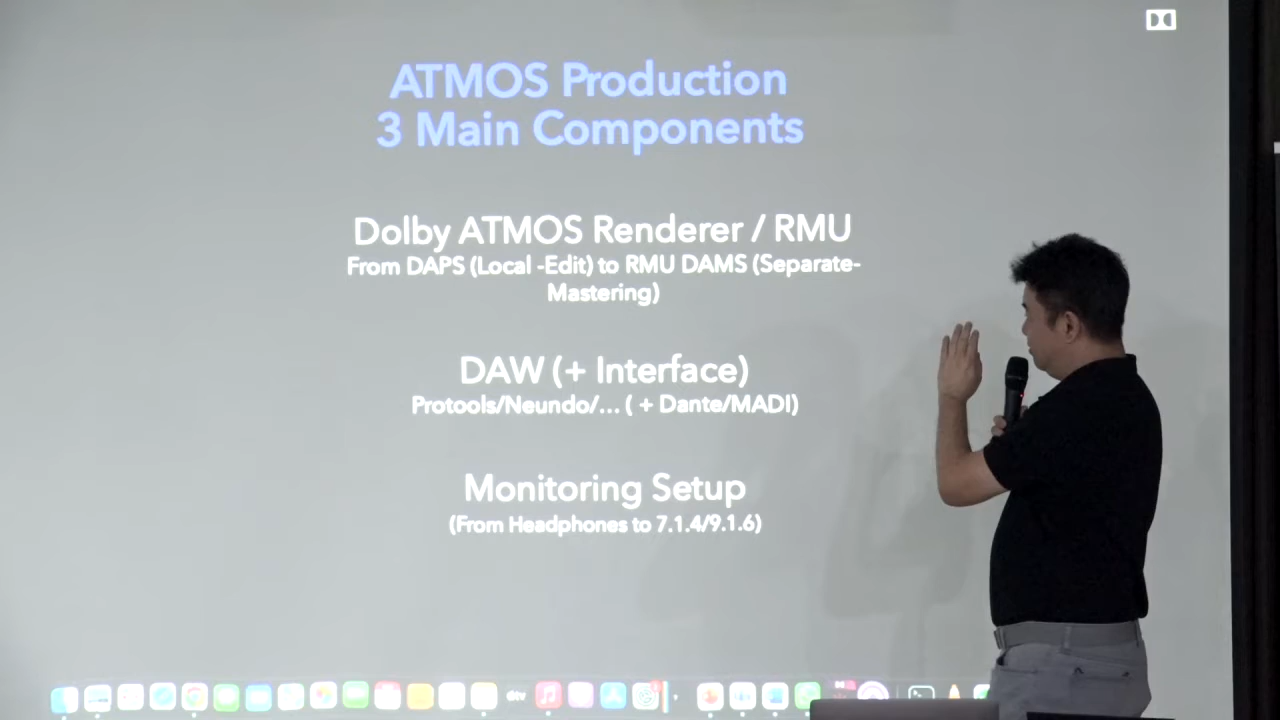 ATMOS Production
3 Main Components
Dolby ATMOS Renderer / RMU
From DAPS (Local -Edit) to RMU DAMS (Separate-
Mastering)
DAW (+ Interface)
Protools/Neundo/... ( + Dante/MADI)
Monitoring Setup
(From Headphones to 7.1.4/9.1.6)
tv